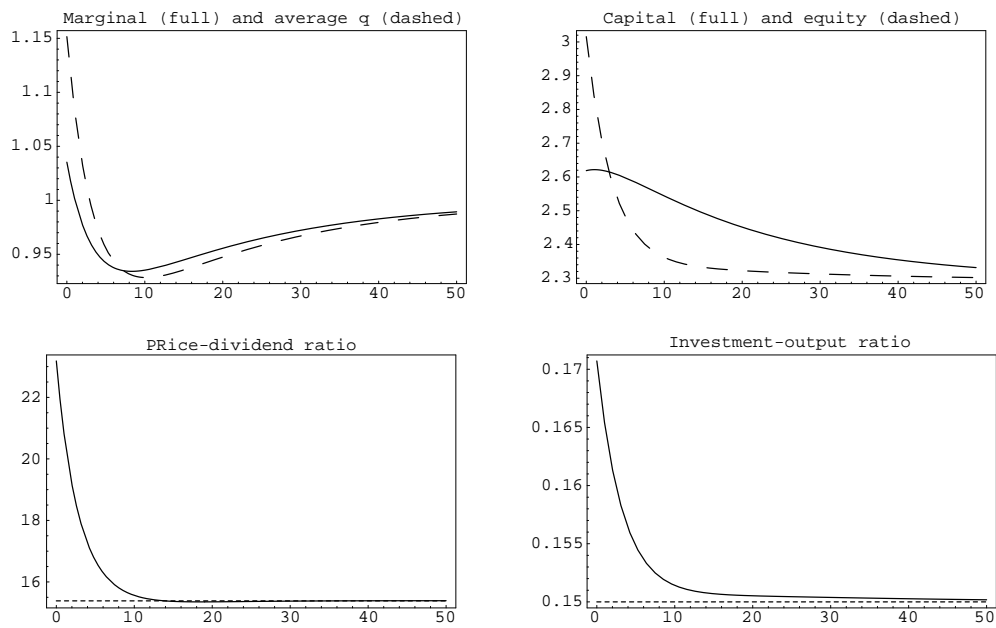 Marginal (full) and average q (dashed)
1.15
1.1
1.05
1
0.95
0 10 20 30 40 50
Capital (full) and equity (dashed)
3
2.9
2.8
2.7
2.6
2.5
2.4
2.3
0 10 20 30 40 50
PRice-dividend ratio
22
20
18
16
0 10 20 30 40 50
Investment-output ratio
0.17
0.165
0.16
0.155
0.15
0 10 20 30 40 50